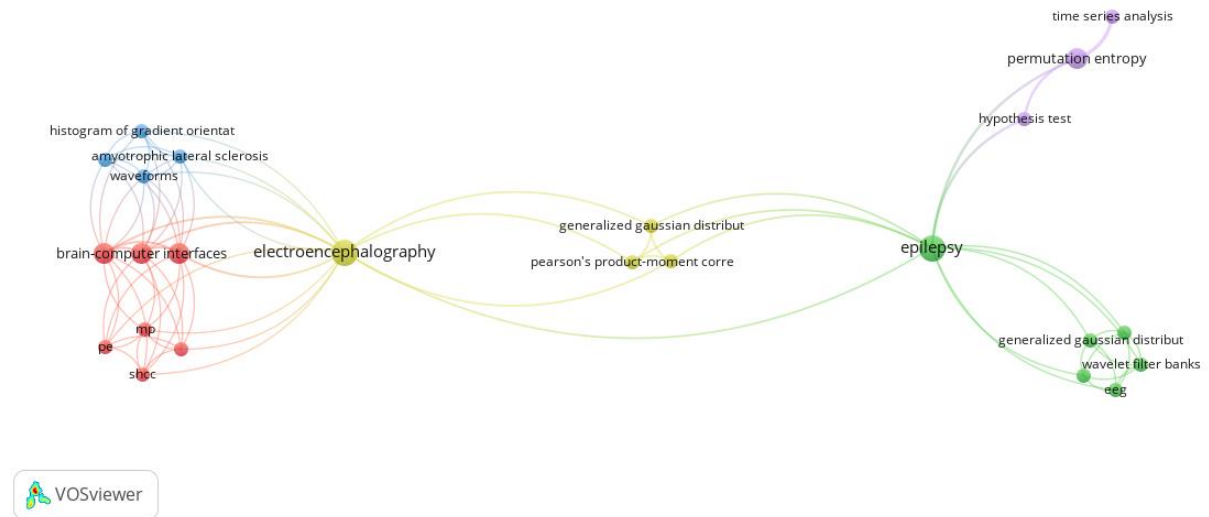 time series analysis
permutation entropy
hypothesis test
histogram of gradient orientat
amyotrophic lateral sclerosis
waveforms
generalized gaussian distribut
brain-computer interfaces
electroencephalography
pearson's product-moment corre
epilepsy
mp
pe
shcc
generalized gaussian distribut
wavelet filter banks
eeg
VOSviewer